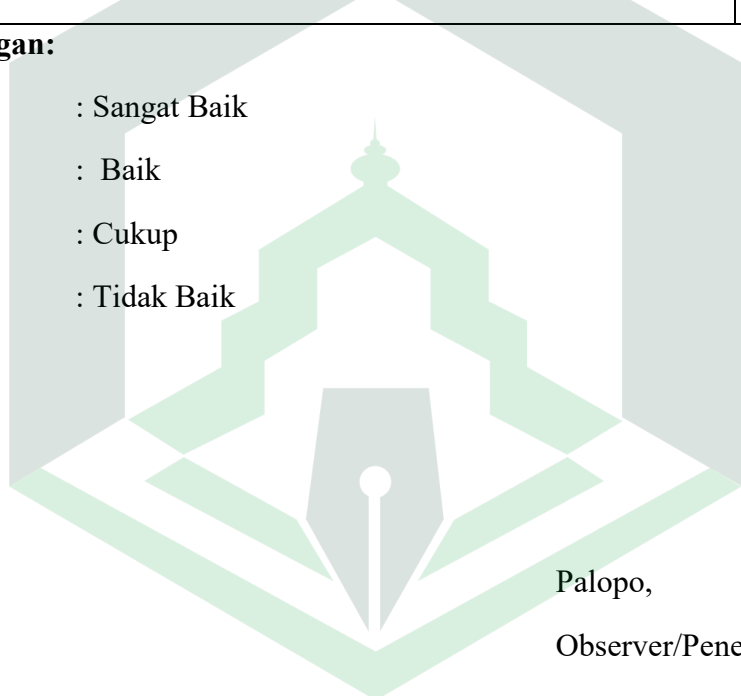 gan:
: Sangat Baik
: Baik
: Cukup
: Tidak Baik
Palopo,
Observer/Pene